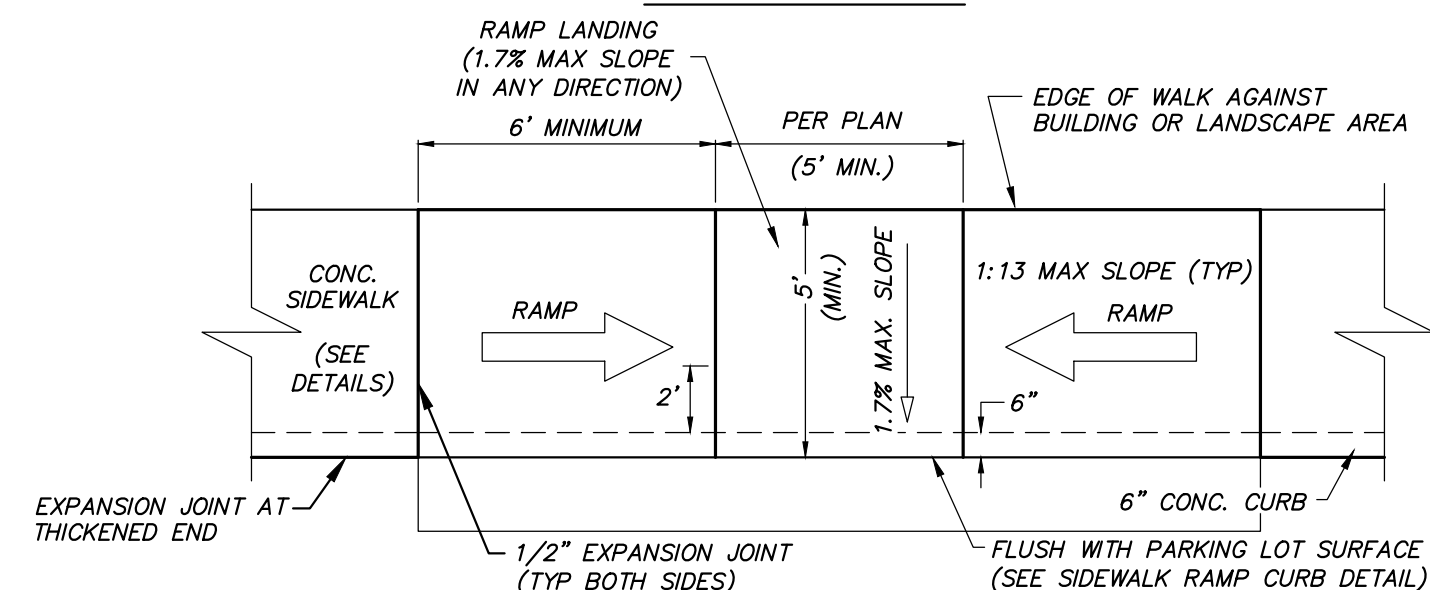 RAMP LANDING
(1.7% MAX SLOPE
IN ANY DIRECTION)
6' MINIMUM
PER PLAN
(5' MIN.)
EDGE OF WALK AGAINST
BUILDING OR LANDSCAPE AREA
CONC.
SIDEWALK
(SEE
DETAILS)
RAMP
2'
5'
(MIN.)
1.7% MAX. SLOPE
1:13 MAX SLOPE (TYP)
RAMP
6"
EXPANSION JOINT AT
THICKENED END
1/2" EXPANSION JOINT
(TYP BOTH SIDES)
6" CONC. CURB
FLUSH WITH PARKING LOT SURFACE
(SEE SIDEWALK RAMP CURB DETAIL)